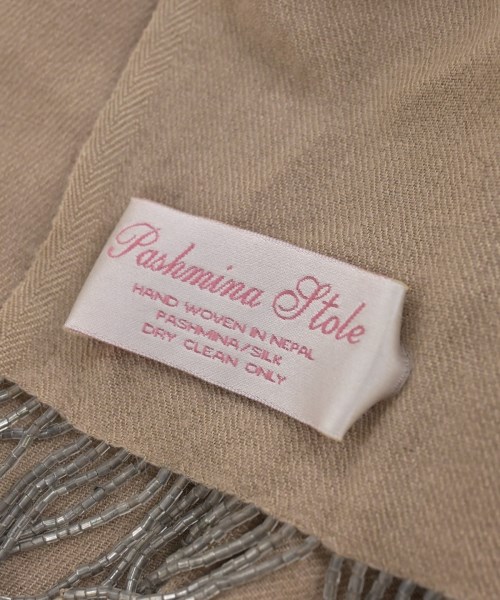 Pashmina Stole
HAND WOVEN IN NEPAL
PASHMINA/SILK
DRY CLEAN ONLY